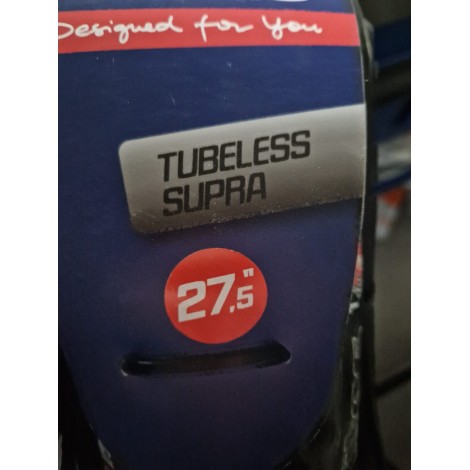 Designed for You
TUBELESS
SUPRA
27,5"